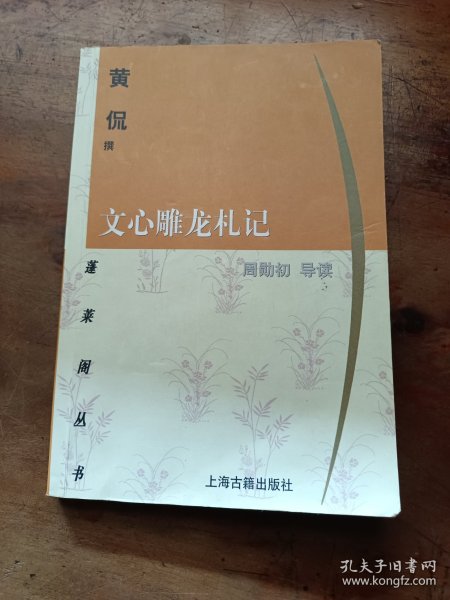 黄侃 撰
文心雕龙札记
周勋初 导读
蓬莱阁丛书
上海古籍出版社
孔夫子旧书网
www.kongfz.com